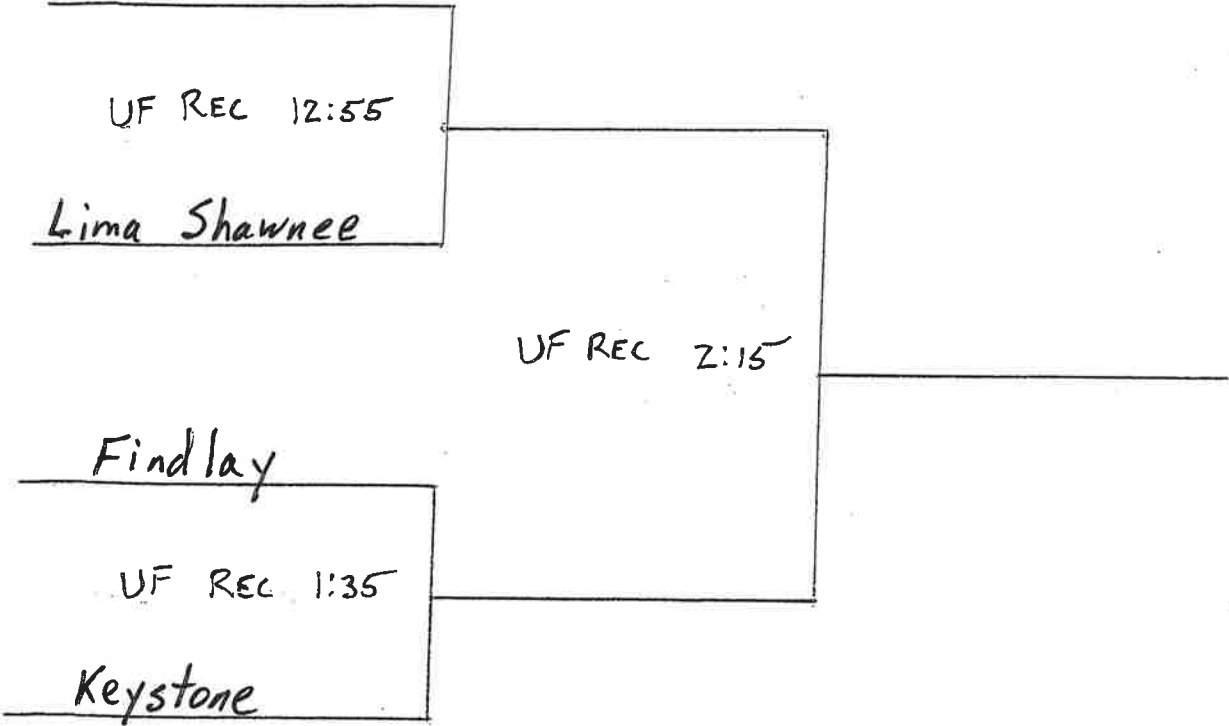 UF REC 12:55
Lima Shawnee
UF REC 2:15
Findlay
UF REC 1:35
Keystone